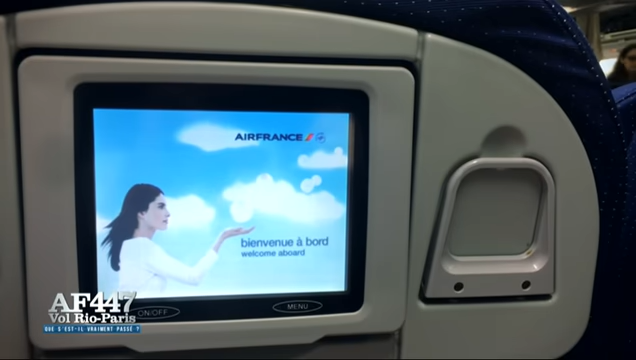 AIRFRANCE
bienvenue à bord
welcome aboard
ON/OFF
MENU
AF447
Vol Rio-Paris
QUE S'EST-IL VRAIMENT PASSÉ ?